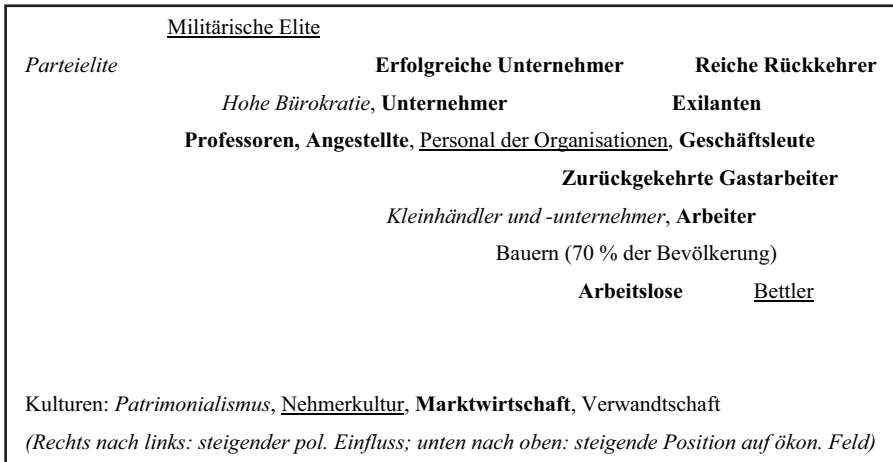 Militärische Elite
Parteielite Erfolgreiche Unternehmer Reiche Rückkehrer
Hohe Bürokratie, Unternehmer Exilanten
Professoren, Angestellte, Personal der Organisationen, Geschäftsleute
Zurückgekehrte Gastarbeiter
Kleinhändler und -unternehmer, Arbeiter
Bauern (70 % der Bevölkerung)
Arbeitslose Bettler
Kulturen: Patrimonialismus, Nehmerkultur, Marktwirtschaft, Verwandtschaft
(Rechts nach links: steigender pol. Einfluss; unten nach oben: steigende Position auf ökon. Feld)